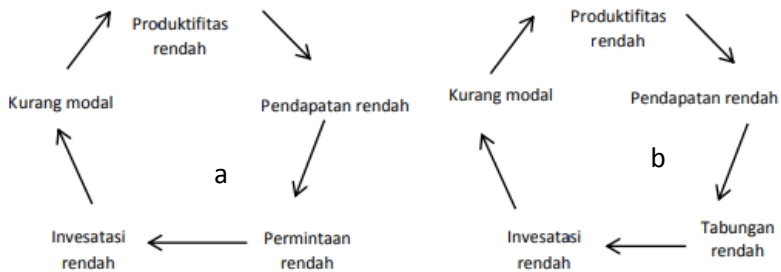 Produktifitas
rendah
Kurang modal
Pendapatan rendah
a
Invesatasi
rendah
Permintaan
rendah
Produktifitas
rendah
Kurang modal
Pendapatan rendah
b
Invesatasi
rendah
Tabungan
rendah